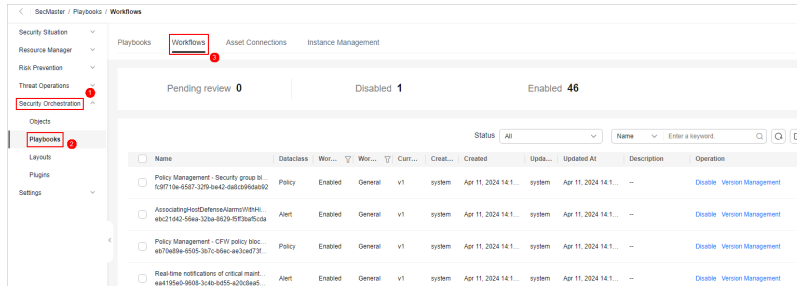 SecMaster / Playbooks / Workflows
Security Situation
Resource Manager
Risk Prevention
Threat Operations
1
Security Orchestration
Objects
Playbooks
2
Layouts
Plugins
Settings
Playbooks Workflows Asset Connections Instance Management
3
Pending review 0 Disabled 1 Enabled 46
Status All Name Enter a keyword.
Name Dataclass Wor... Wor... Curr... Creat... Created Upda... Updated At Description Operation
Policy Management - Security group bl...
fc9f710e-6587-32f9-be42-da8cb96dab92 Policy Enabled General v1 system Apr 11, 2024 14:1... system Apr 11, 2024 14:1... -- Disable Version Management
AssociatingHostDefenseAlarmsWithHi...
ebc21d42-56ea-32ba-8629-f5ff3baf5cda Alert Enabled General v1 system Apr 11, 2024 14:1... system Apr 11, 2024 14:1... -- Disable Version Management
Policy Management - CFW policy bloc...
eb70e89e-6505-3b7c-b6ec-ae3ced73f... Policy Enabled General v1 system Apr 11, 2024 14:1... system Apr 11, 2024 14:1... -- Disable Version Management
Real-time notifications of critical maint...
ea4195e0-9608-3c4b-bd55-a20c8ea5... Alert Enabled General v1 system Apr 11, 2024 14:1... system Apr 11, 2024 14:1... -- Disable Version Management